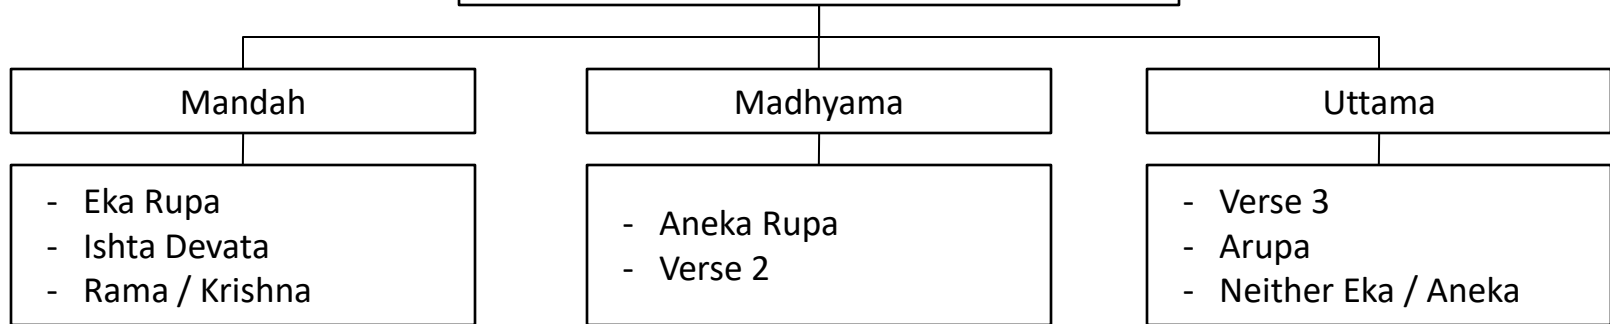 Mandah
Madhyama
Uttama
- Eka Rupa
- Ishta Devata
- Rama / Krishna
- Aneka Rupa
- Verse 2
- Verse 3
- Arupa
- Neither Eka / Aneka